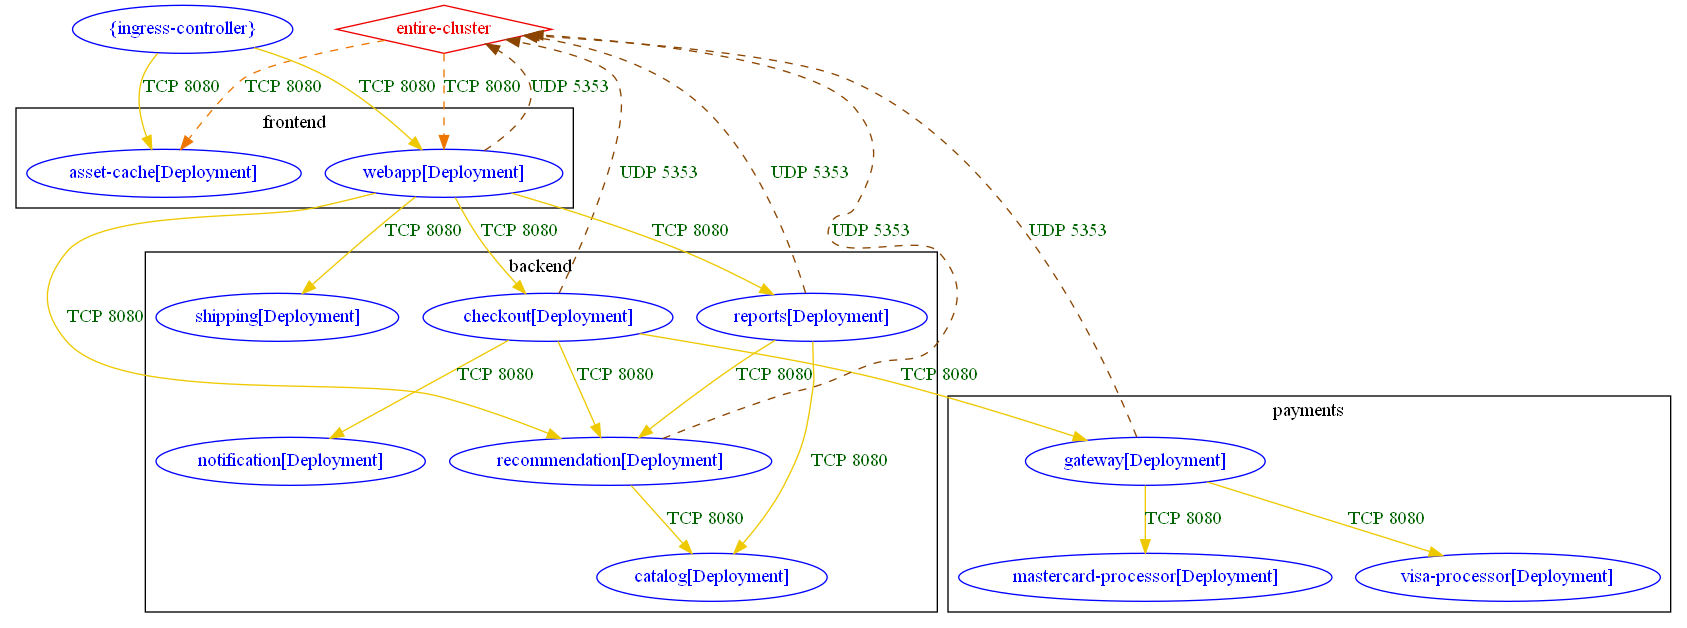 {ingress-controller}
entire-cluster
TCP 8080
TCP 8080
TCP 8080
TCP 8080
UDP 5353
frontend
asset-cache[Deployment]
webapp[Deployment]
UDP 5353
UDP 5353
TCP 8080
TCP 8080
TCP 8080
UDP 5353
UDP 5353
backend
TCP 8080
shipping[Deployment]
checkout[Deployment]
reports[Deployment]
TCP 8080
TCP 8080
TCP 8080
TCP 8080
payments
notification[Deployment]
recommendation[Deployment]
TCP 8080
gateway[Deployment]
TCP 8080
TCP 8080
TCP 8080
catalog[Deployment]
mastercard-processor[Deployment]
visa-processor[Deployment]